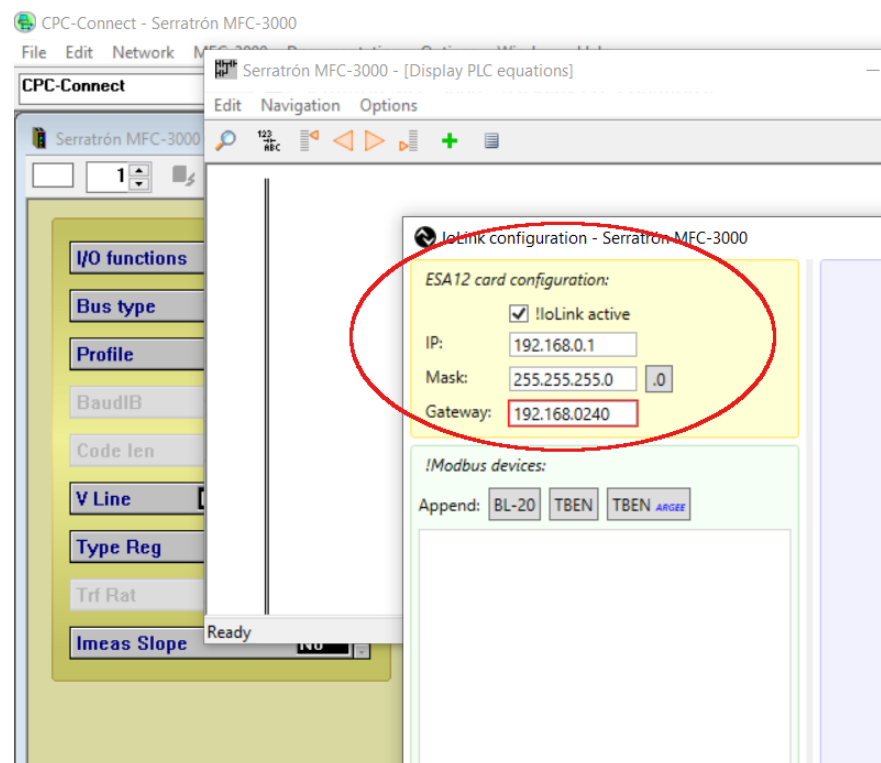 CPC-Connect - Serratrón MFC-3000
File Edit Network
CPC-Connect
Serratrón MFC-3000 - [Display PLC equations]
Edit Navigation Options
Serratrón MFC-3000
1
123
ABC
I/O functions
Bus type
Profile
BaudIB
Code len
V Line
Type Reg
Trf Rat
Imeas Slope
Ready
IoLink configuration - Serratrón MFC-3000
ESA12 card configuration:
!IoLink active
IP: 192.168.0.1
Mask: 255.255.255.0 .0
Gateway: 192.168.0240
!Modbus devices:
Append: BL-20 TBEN TBEN ARGEE